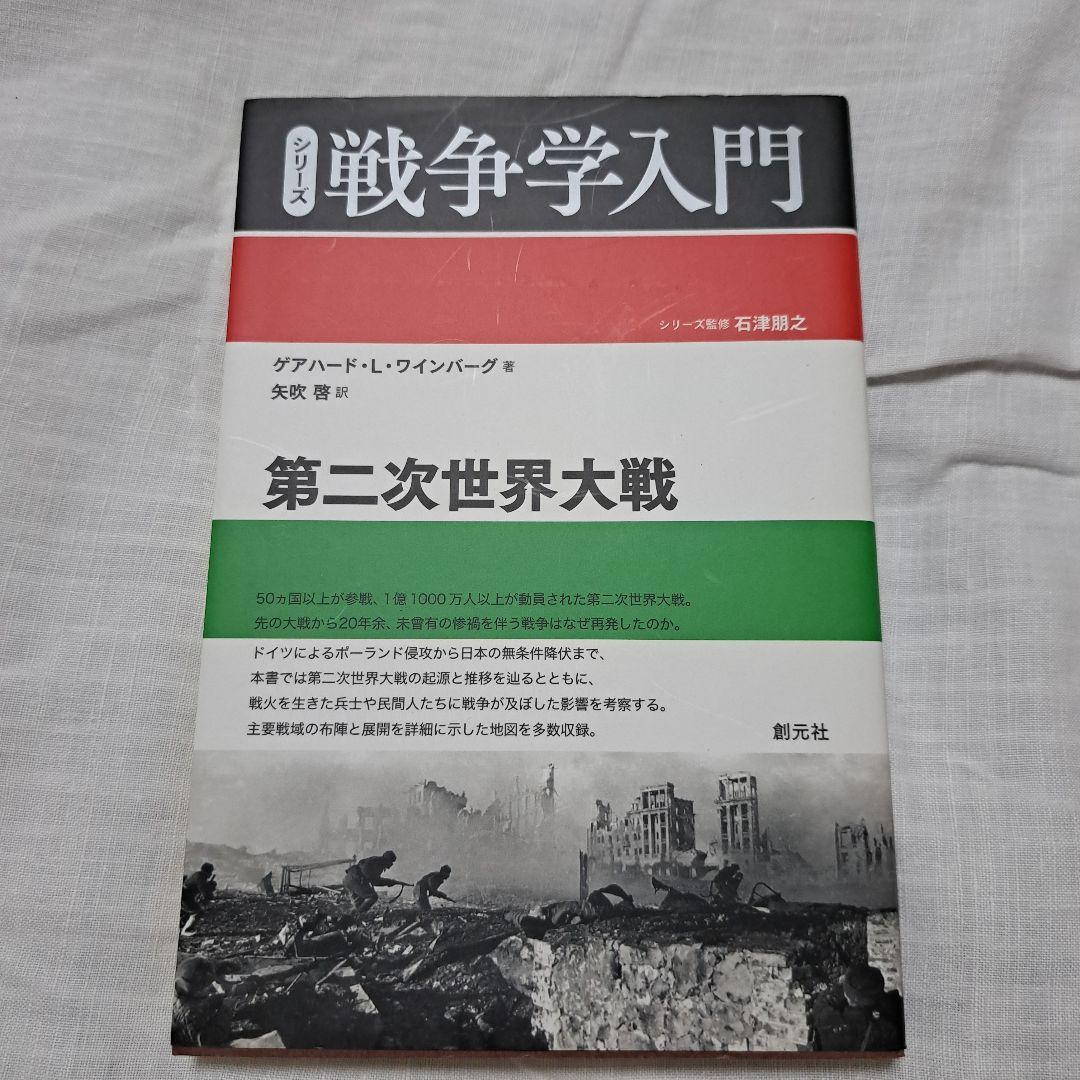 シリーズ 戦争学入門
シリーズ監修 石津朋之
ゲアハード・L・ワインバーグ 著
矢吹 啓 訳
第二次世界大戦
50ヵ国以上が参戦、1億1000万人以上が動員された第二次世界大戦。
先の大戦から20年余、未曾有の惨禍を伴う戦争はなぜ再発したのか。
ドイツによるポーランド侵攻から日本の無条件降伏まで、
本書では第二次世界大戦の起源と推移を辿るとともに、
戦火を生きた兵士や民間人たちに戦争が及ぼした影響を考察する。
主要戦域の布陣と展開を詳細に示した地図を多数収録。
創元社